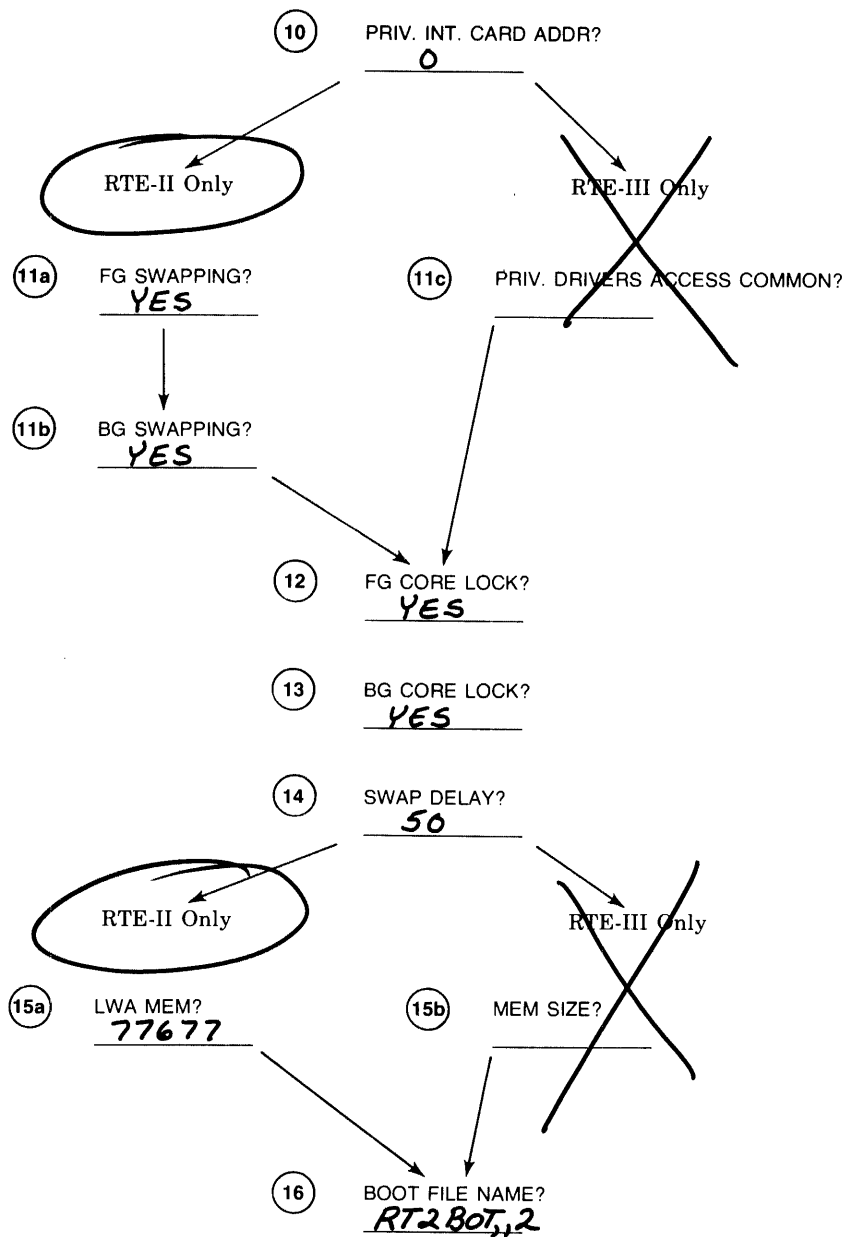 10 PRIV. INT. CARD ADDR?
0
RTE-II Only
RTE-III Only
11a FG SWAPPING?
YES
11c PRIV. DRIVERS ACCESS COMMON?
11b BG SWAPPING?
YES
12 FG CORE LOCK?
YES
13 BG CORE LOCK?
YES
14 SWAP DELAY?
50
RTE-II Only
RTE-III Only
15a LWA MEM?
77677
15b MEM SIZE?
16 BOOT FILE NAME?
RT2BOT,,2